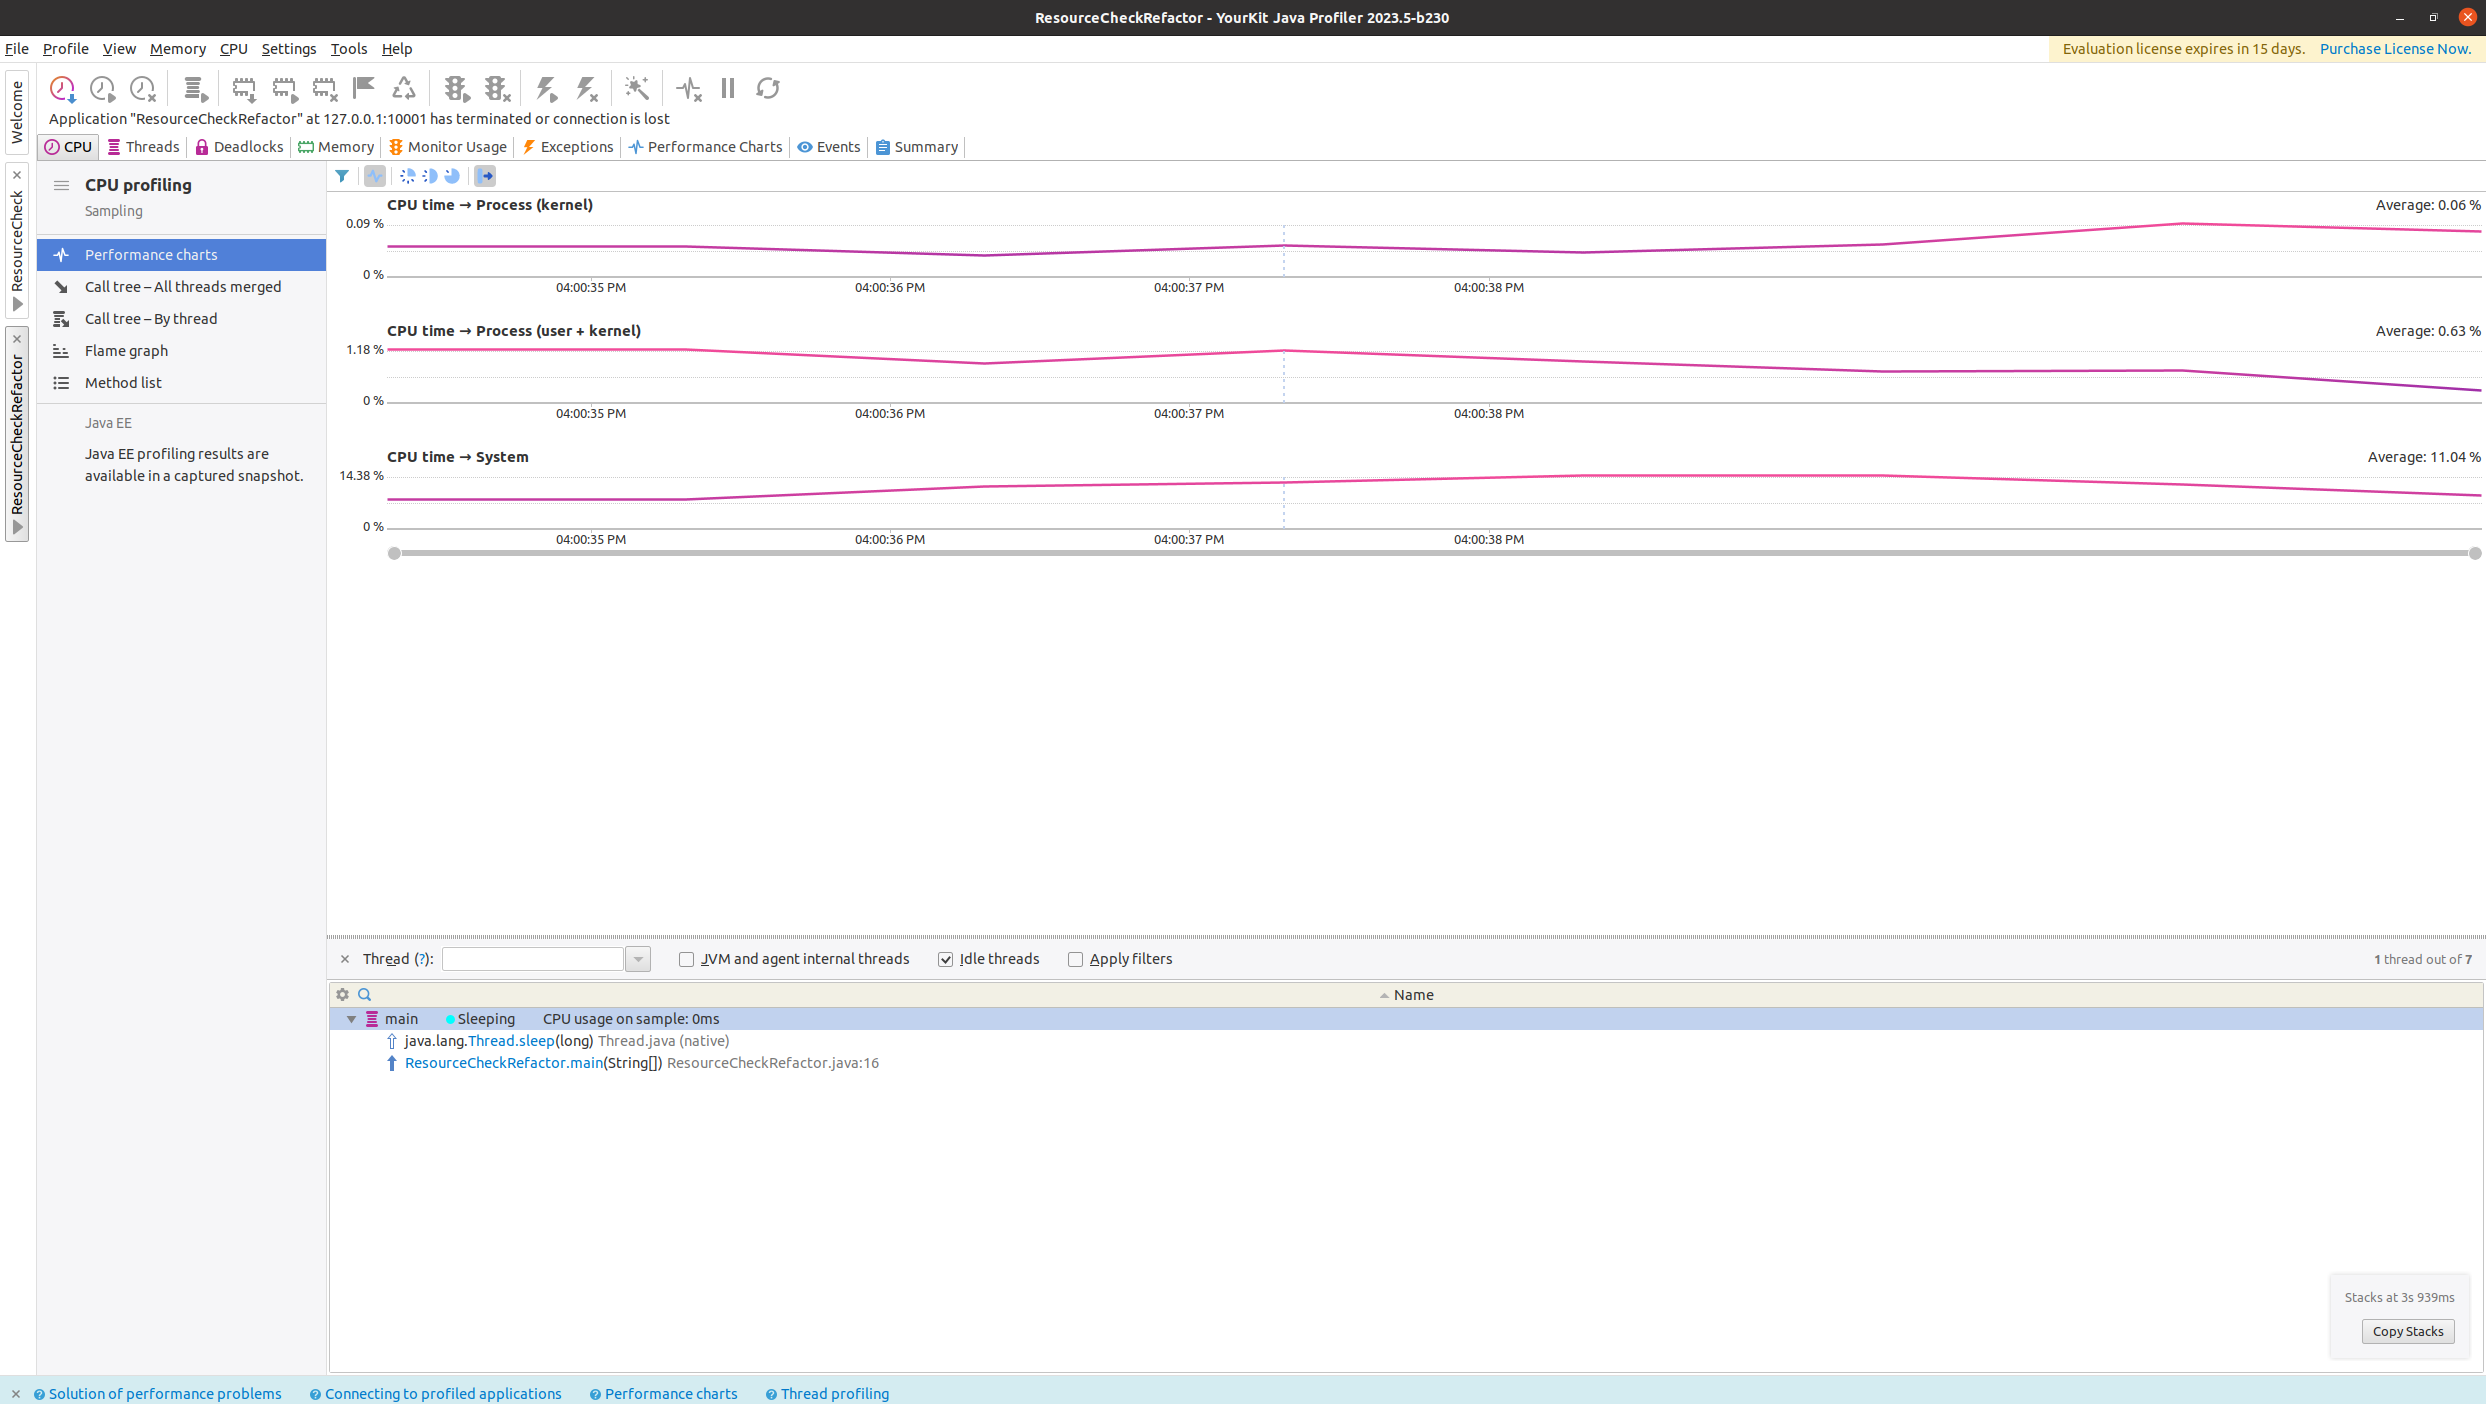 ResourceCheckRefactor - YourKit Java Profiler 2023.5-b230
File Profile View Memory CPU Settings Tools Help
Evaluation license expires in 15 days. Purchase License Now.
Welcome
ResourceCheck
ResourceCheckRefactor
Application "ResourceCheckRefactor" at 127.0.0.1:10001 has terminated or connection is lost
CPU Threads Deadlocks Memory Monitor Usage Exceptions Performance Charts Events Summary
CPU profiling
Sampling
Performance charts
Call tree – All threads merged
Call tree – By thread
Flame graph
Method list
Java EE
Java EE profiling results are
available in a captured snapshot.
CPU time → Process (kernel) Average: 0.06 %
0.09 %
0 %
04:00:35 PM 04:00:36 PM 04:00:37 PM 04:00:38 PM
CPU time → Process (user + kernel) Average: 0.63 %
1.18 %
0 %
04:00:35 PM 04:00:36 PM 04:00:37 PM 04:00:38 PM
CPU time → System Average: 11.04 %
14.38 %
0 %
04:00:35 PM 04:00:36 PM 04:00:37 PM 04:00:38 PM
Thread (?): JVM and agent internal threads Idle threads Apply filters 1 thread out of 7
Name
main Sleeping CPU usage on sample: 0ms
java.lang.Thread.sleep(long) Thread.java (native)
ResourceCheckRefactor.main(String[]) ResourceCheckRefactor.java:16
Stacks at 3s 939ms
Copy Stacks
Solution of performance problems Connecting to profiled applications Performance charts Thread profiling